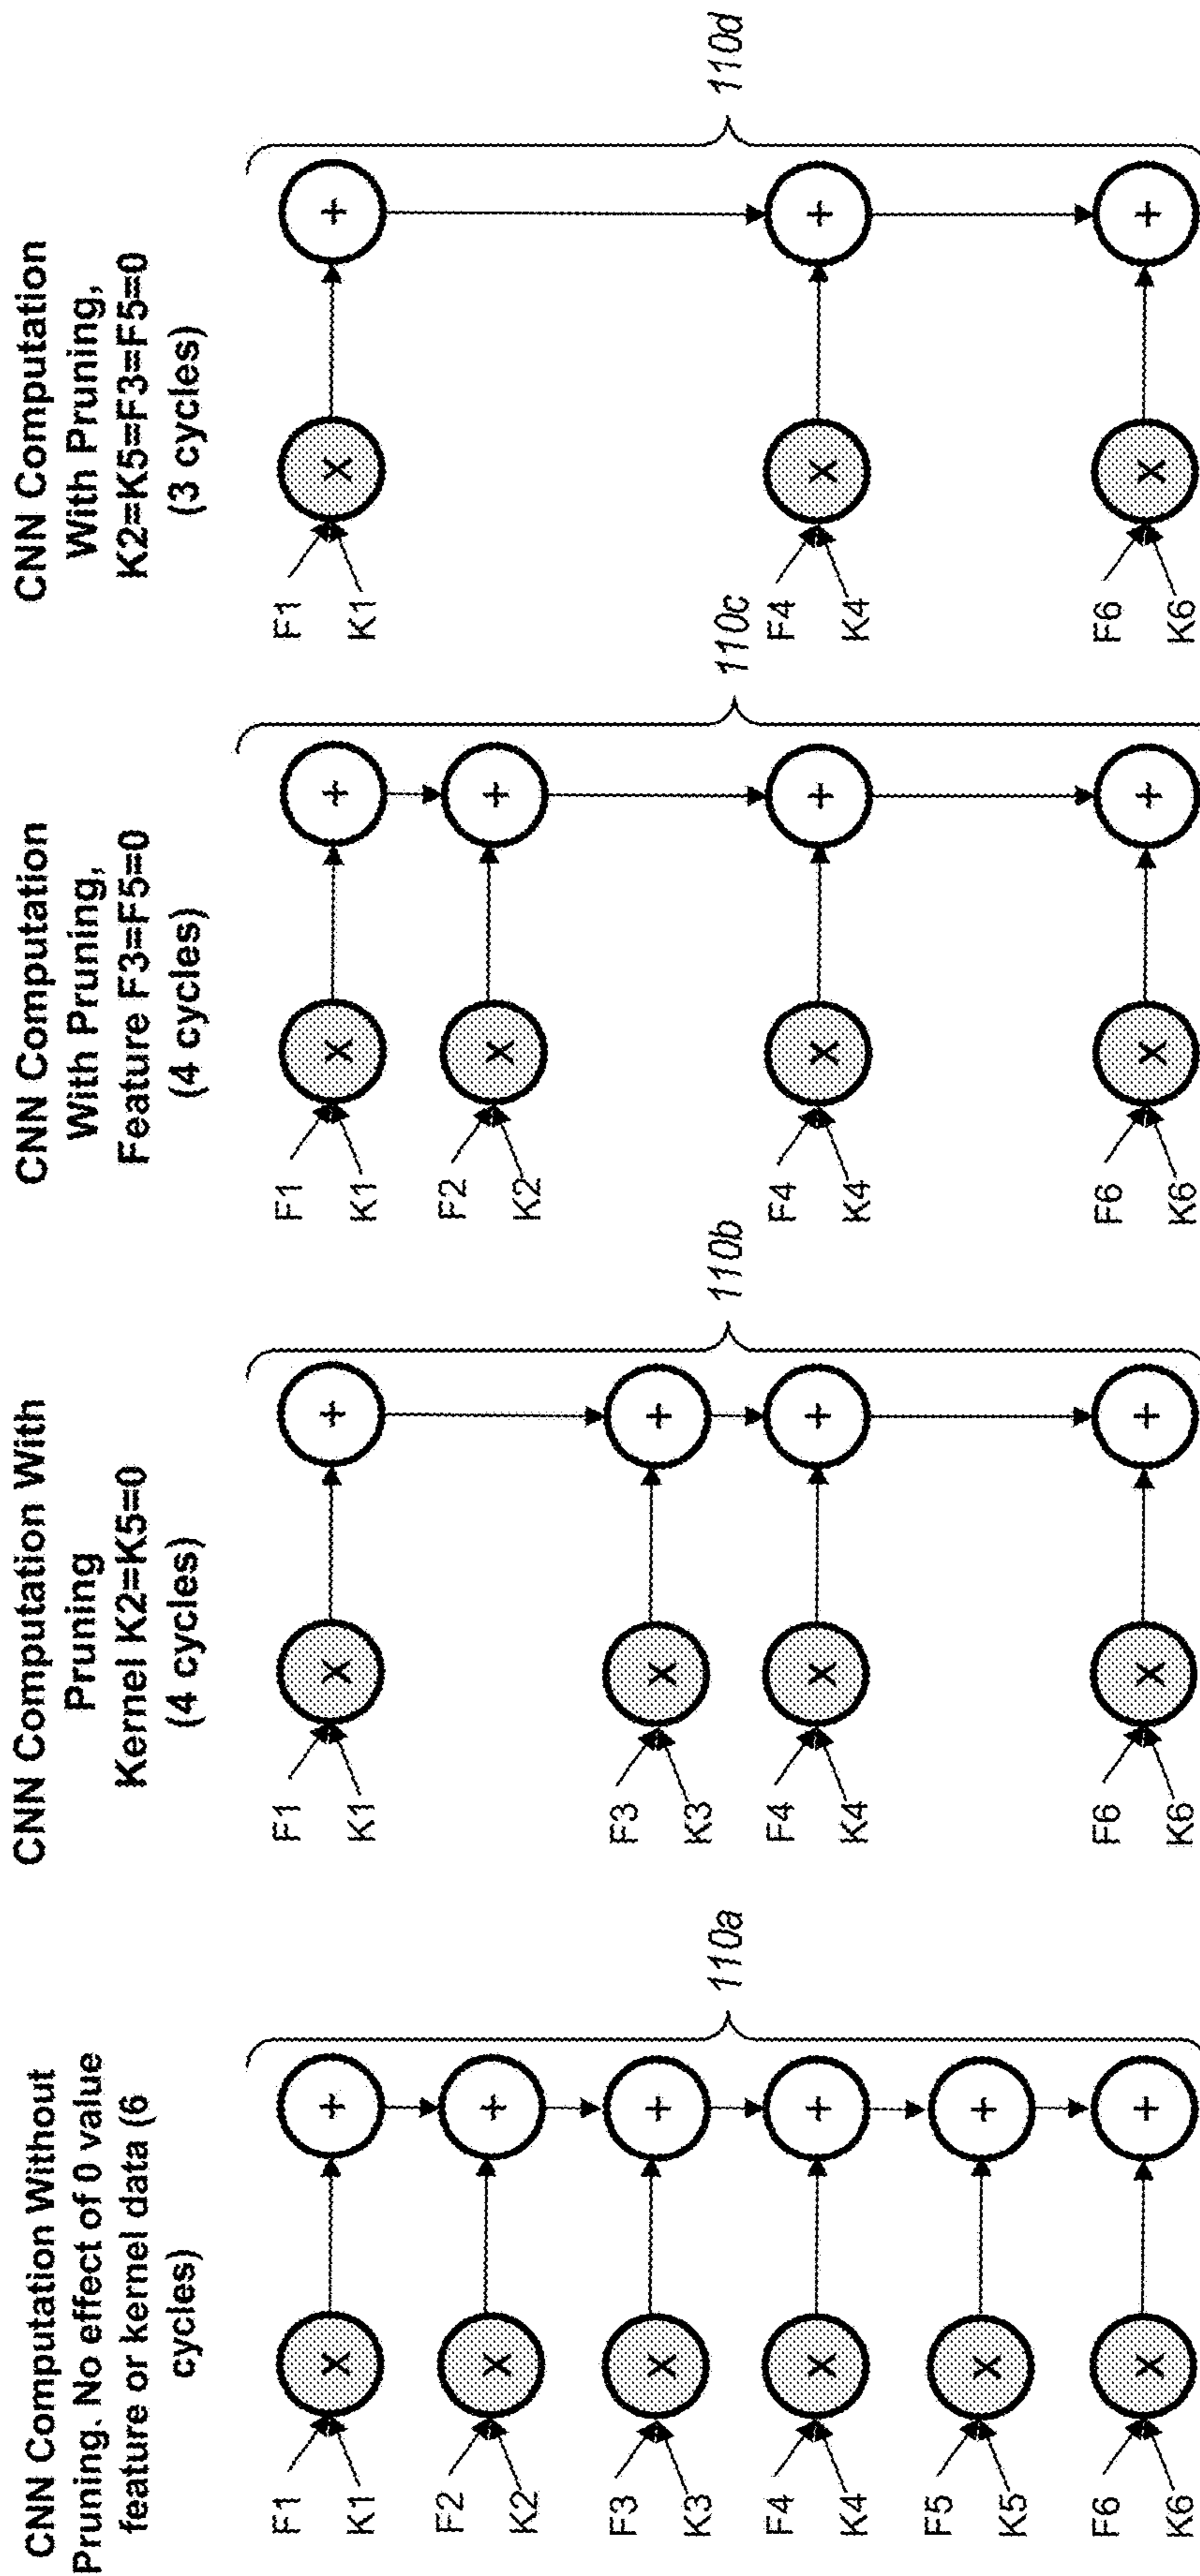 CNN Computation Without
Pruning. No effect of 0 value
feature or kernel data (6
cycles)
F1
K1
X
+
F2
K2
X
+
F3
K3
X
+
F4
K4
X
+
F5
K5
X
+
F6
K6
X
+
110a
CNN Computation With
Pruning
Kernel K2=K5=0
(4 cycles)
F1
K1
X
+
F3
K3
X
+
F4
K4
X
+
F6
K6
X
+
110b
CNN Computation
With Pruning,
Feature F3=F5=0
(4 cycles)
F1
K1
X
+
F2
K2
X
+
F4
K4
X
+
F6
K6
X
+
110c
CNN Computation
With Pruning,
K2=K5=F3=F5=0
(3 cycles)
F1
K1
X
+
F4
K4
X
+
F6
K6
X
+
110d